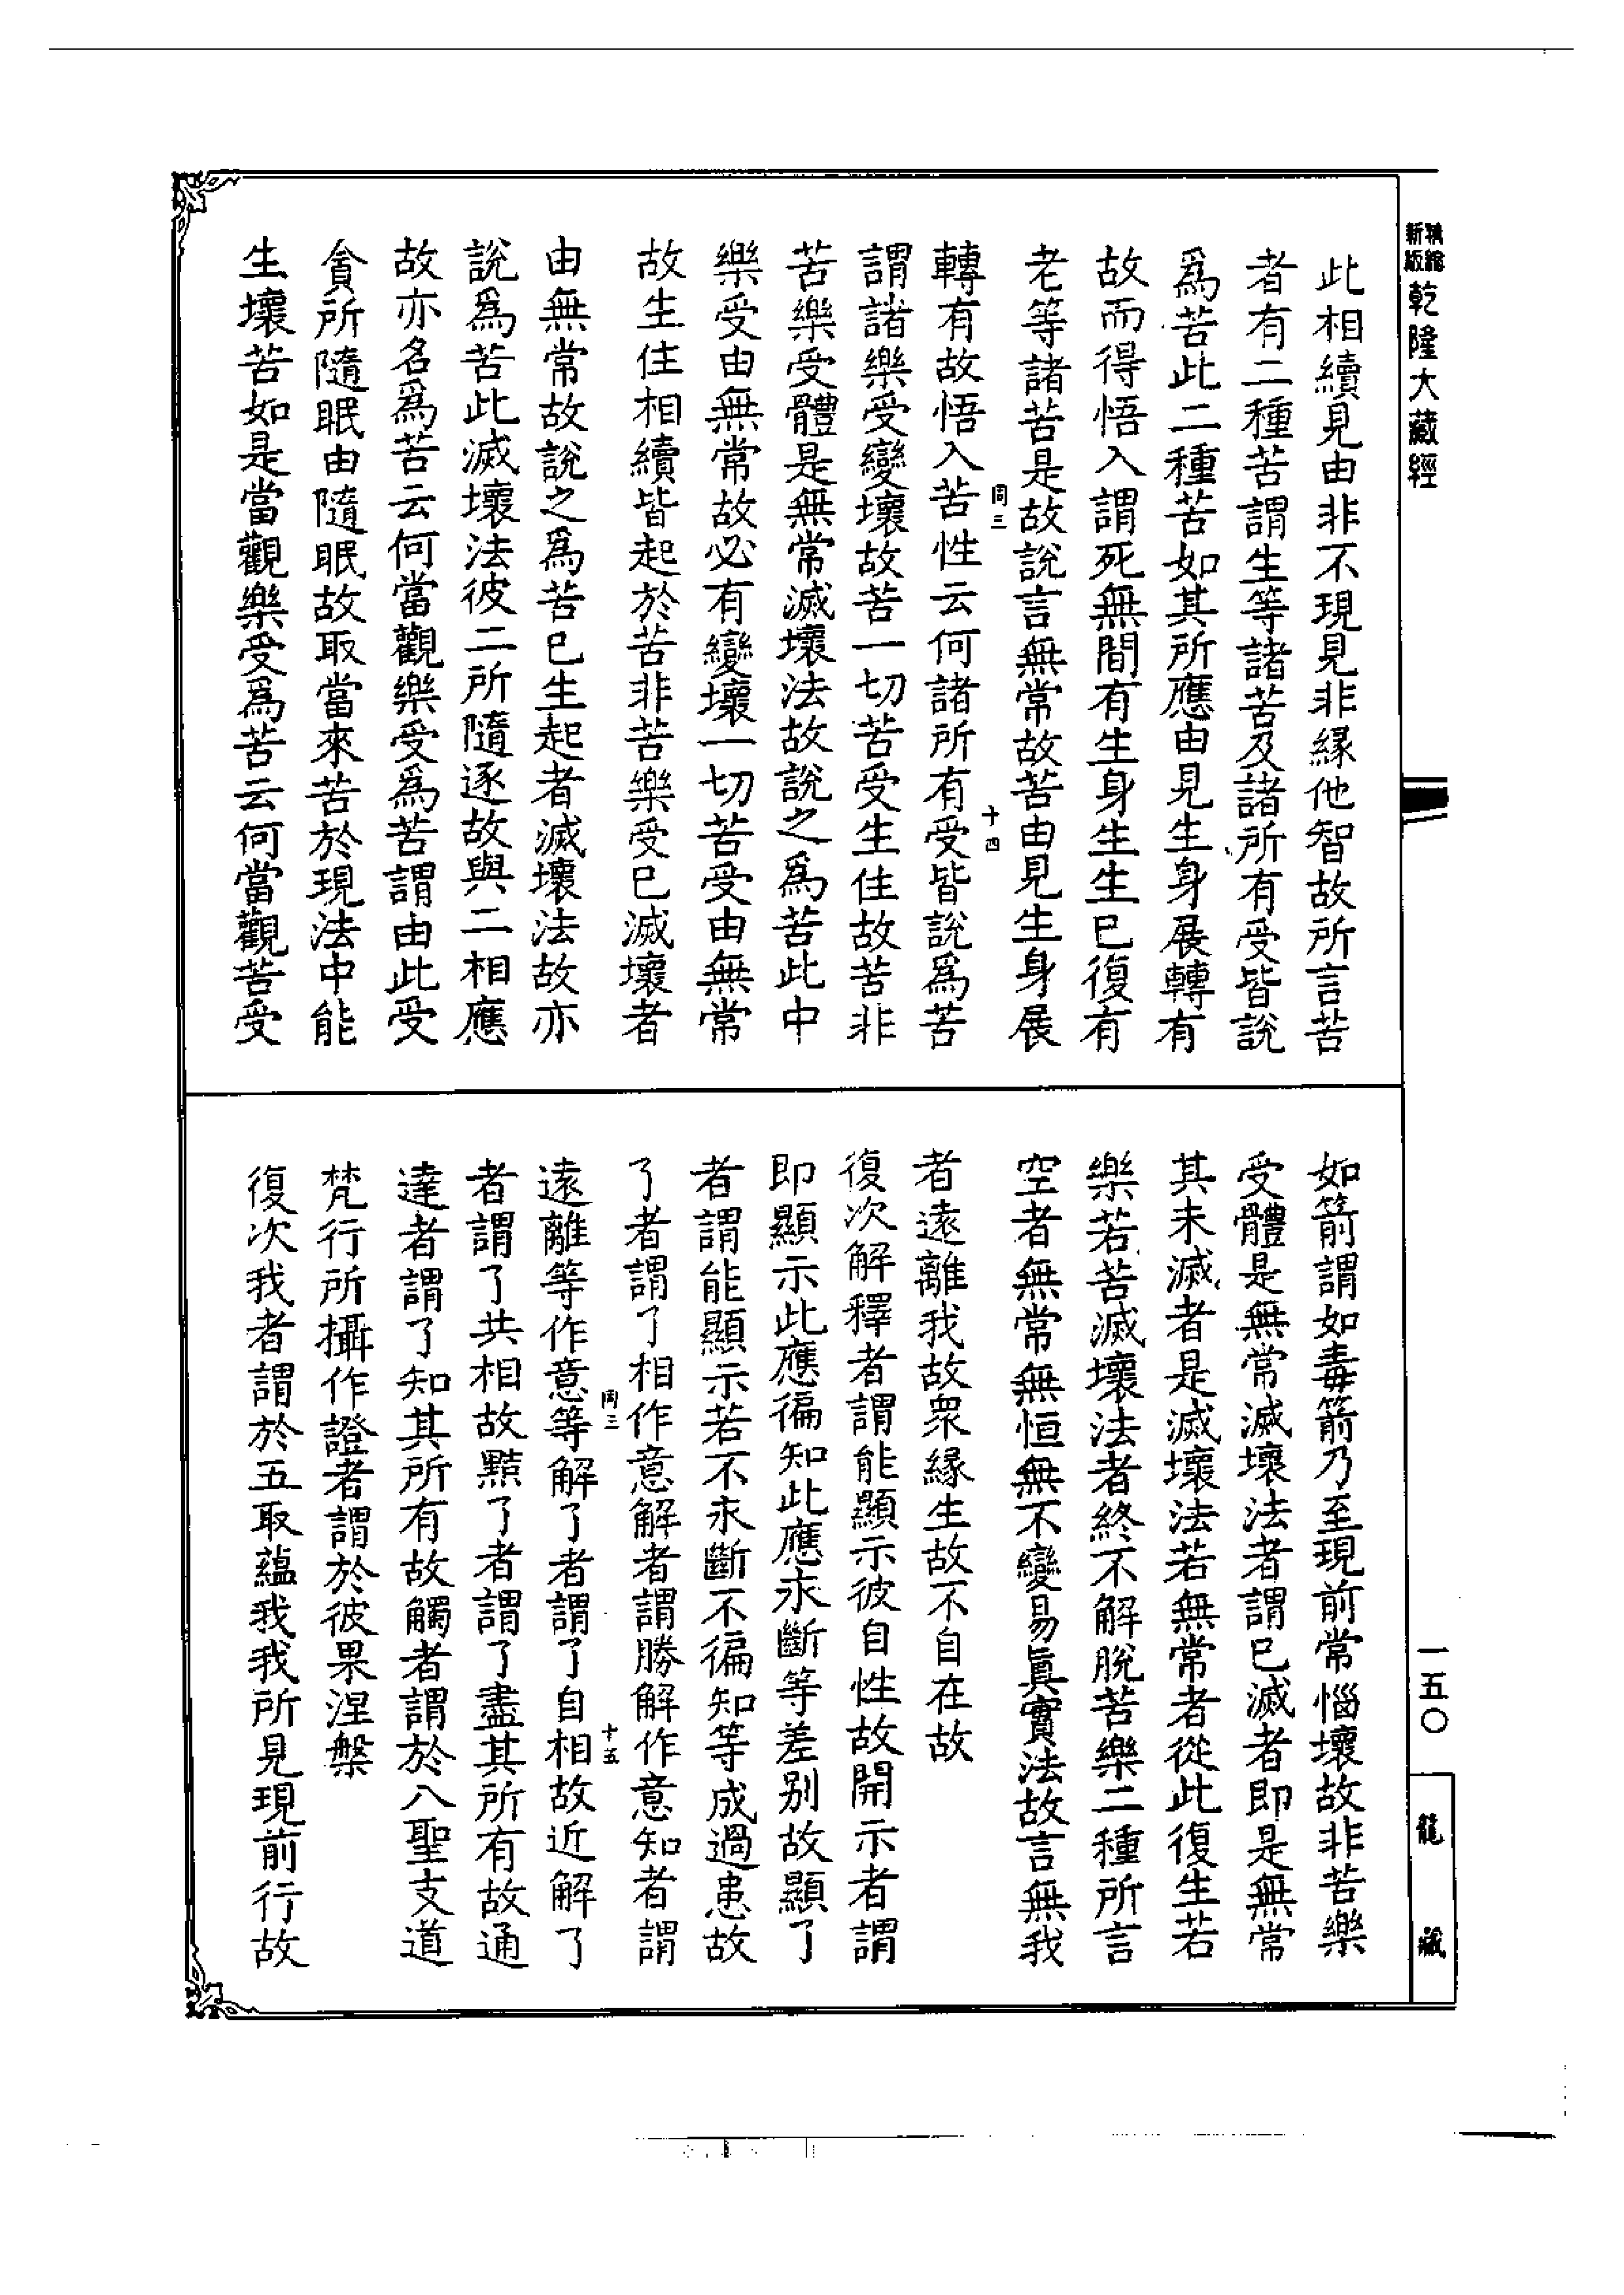 新版
精縮
乾隆大藏經
此相續見由非不現見非緣他智故所言苦
者有二種苦謂生等諸苦及諸所有受皆說
爲苦此二種苦如其所應由見生身展轉有
故而得悟入謂死無間有生身生生已復有
老等諸苦是故說言無常故苦由見生身展
轉有故悟入苦性云何諸所有受皆說爲苦
同三
十四
謂諸樂受變壞故苦一切苦受生住故苦非
苦樂受體是無常滅壞法故說之爲苦此中
樂受由無常故必有變壞一切苦受由無常
故生住相續皆起於苦非苦樂受已滅壞者
由無常故說之爲苦已生起者滅壞法故亦
說爲苦此滅壞法彼二所隨逐故與二相應
故亦名爲苦云何當觀樂受爲苦謂由此受
貪所隨眠由隨眠故取當來苦於現法中能
生壞苦如是當觀樂受爲苦云何當觀苦受
如箭謂如毒箭乃至現前常惱壞故非苦樂
受體是無常滅壞法者謂已滅者即是無常
其未滅者是滅壞法若無常者從此復生若
樂若苦滅壞法者終不解脫苦樂二種所言
空者無常無恒無不變易眞實法故言無我
者遠離我故衆緣生故不自在故
復次解釋者謂能顯示彼自性故開示者謂
即顯示此應徧知此應永斷等差別故顯了
者謂能顯示若不永斷不徧知等成過患故
了者謂了相作意解者謂勝解作意知者謂
遠離等作意等解了者謂了自相故近解了
同三
十五
者謂了共相故黠了者謂了盡其所有故通
達者謂了知其所有故觸者謂於八聖支道
梵行所攝作證者謂於彼果涅槃
復次我者謂於五取蘊我我所見現前行故
一五〇
龍藏